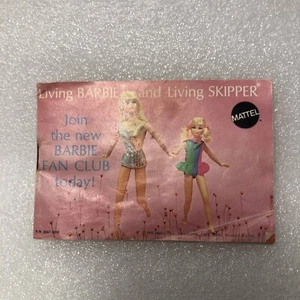 Living BARBIE® and Living SKIPPER®
Join
the new
BARBIE
FAN CLUB
today!
MATTEL